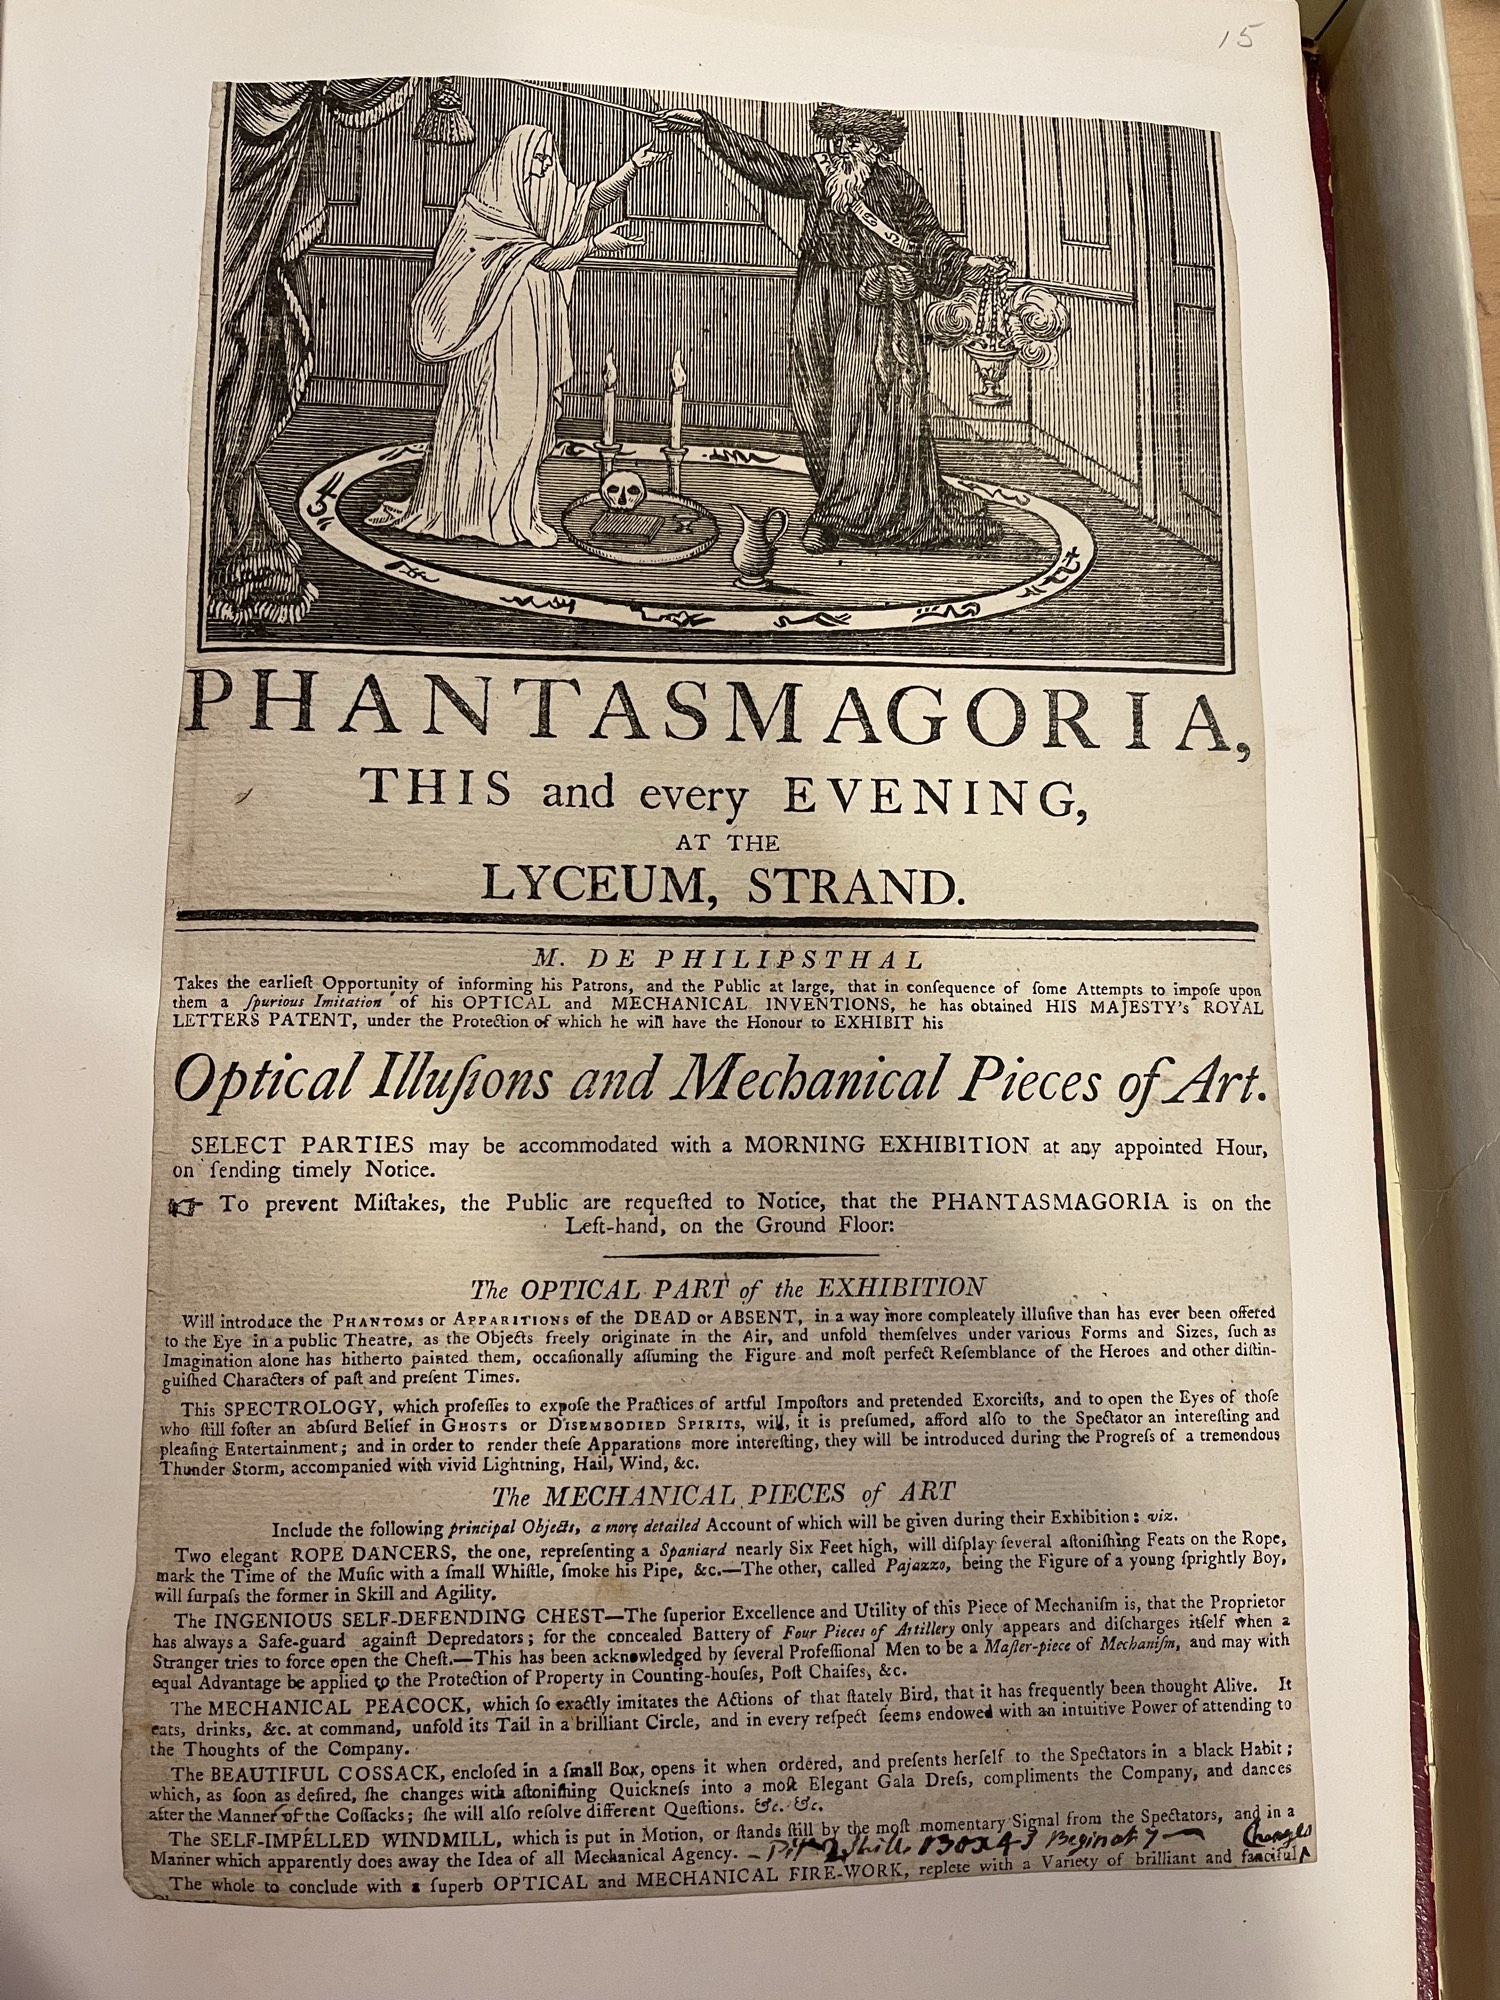 15
PHANTASMAGORIA,
THIS and every EVENING,
AT THE
LYCEUM, STRAND.
M. DE PHILIPSTHAL
Takes the earlieſt Opportunity of informing his Patrons, and the Public at large, that in conſequence of ſome Attempts to impoſe upon
them a ſpurious Imitation of his OPTICAL and MECHANICAL INVENTIONS, he has obtained HIS MAJESTY's ROYAL
LETTERS PATENT, under the Protection of which he will have the Honour to EXHIBIT his
Optical Illuſions and Mechanical Pieces of Art.
SELECT PARTIES may be accommodated with a MORNING EXHIBITION at any appointed Hour,
on ſending timely Notice.
☞ To prevent Miſtakes, the Public are requeſted to Notice, that the PHANTASMAGORIA is on the
Left-hand, on the Ground Floor:
The OPTICAL PART of the EXHIBITION
Will introduce the PHANTOMS or APPARITIONS of the DEAD or ABSENT, in a way more compleately illuſive than has ever been offered
to the Eye in a public Theatre, as the Objects freely originate in the Air, and unfold themſelves under various Forms and Sizes, ſuch as
Imagination alone has hitherto painted them, occaſionally aſſuming the Figure and moſt perfect Reſemblance of the Heroes and other diſtin-
guiſhed Characters of paſt and preſent Times.
This SPECTROLOGY, which profeſſes to expoſe the Practices of artful Impoſtors and pretended Exorciſts, and to open the Eyes of thoſe
who ſtill foſter an abſurd Belief in GHOSTS or DISEMBODIED SPIRITS, will, it is preſumed, afford alſo to the Spectator an intereſting and
pleaſing Entertainment; and in order to render theſe Apparations more intereſting, they will be introduced during the Progreſs of a tremendous
Thunder Storm, accompanied with vivid Lightning, Hail, Wind, &c.
The MECHANICAL PIECES of ART
Include the following principal Objects, a more detailed Account of which will be given during their Exhibition: viz.
Two elegant ROPE DANCERS, the one, repreſenting a Spaniard nearly Six Feet high, will diſplay ſeveral aſtoniſhing Feats on the Rope,
mark the Time of the Muſic with a ſmall Whiſtle, ſmoke his Pipe, &c.—The other, called Pajazzo, being the Figure of a young ſprightly Boy,
will ſurpaſs the former in Skill and Agility.
The INGENIOUS SELF-DEFENDING CHEST—The ſuperior Excellence and Utility of this Piece of Mechaniſm is, that the Proprietor
has always a Safe-guard againſt Depredators; for the concealed Battery of Four Pieces of Artillery only appears and diſcharges itſelf when a
Stranger tries to force open the Cheſt.—This has been acknowledged by ſeveral Profeſſional Men to be a Maſter-piece of Mechaniſm, and may with
equal Advantage be applied to the Protection of Property in Counting-houſes, Poſt Chaiſes, &c.
The MECHANICAL PEACOCK, which ſo exactly imitates the Actions of that ſtately Bird, that it has frequently been thought Alive. It
eats, drinks, &c. at command, unfold its Tail in a brilliant Circle, and in every reſpect ſeems endowed with an intuitive Power of attending to
the Thoughts of the Company.
The BEAUTIFUL COSSACK, encloſed in a ſmall Box, opens it when ordered, and preſents herſelf to the Spectators in a black Habit;
which, as ſoon as deſired, ſhe changes with aſtoniſhing Quickneſs into a moſt Elegant Gala Dreſs, compliments the Company, and dances
after the Manner of the Coſſacks; ſhe will alſo reſolve different Queſtions. &c. &c.
The SELF-IMPELLED WINDMILL, which is put in Motion, or ſtands ſtill by the moſt momentary Signal from the Spectators, and in a
Manner which apparently does away the Idea of all Mechanical Agency. – Pit 2 Box 4 Begin at 7 — Changes
The whole to conclude with a ſuperb OPTICAL and MECHANICAL FIRE-WORK, replete with a Variety of brilliant and fanciful